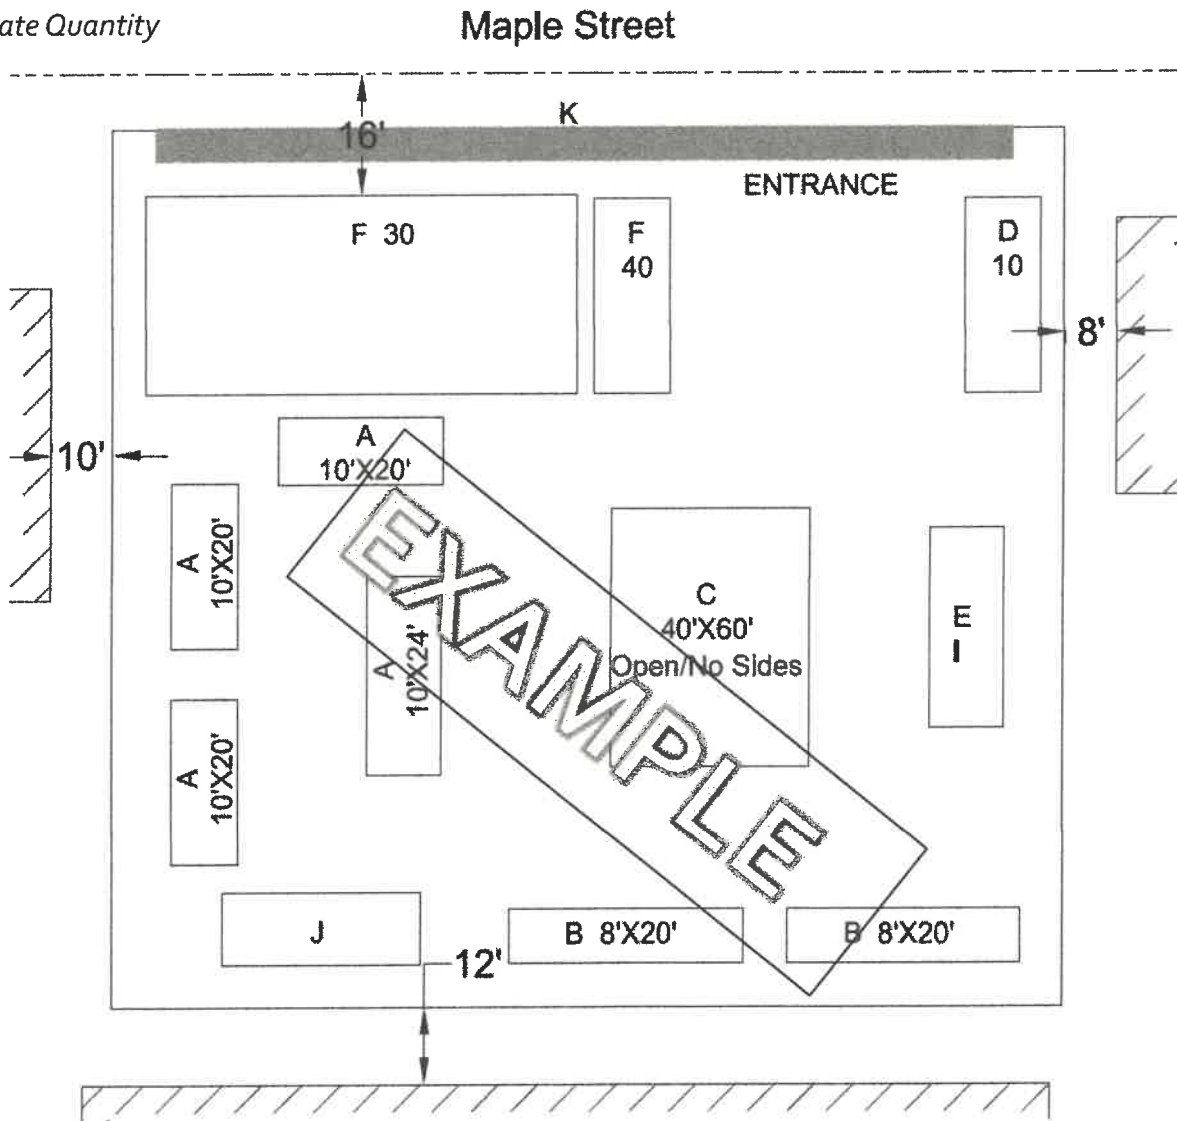 ate Quantity
Maple Street
K
16'
ENTRANCE
F 30
F
40
D
10
8'
10'
A
10'X20'
A
10'X20'
EXAMPLE
C
40'X60'
Open/No Sides
E
I
A
10'X24'
A
10'X20'
J
B 8'X20'
B 8'X20'
12'